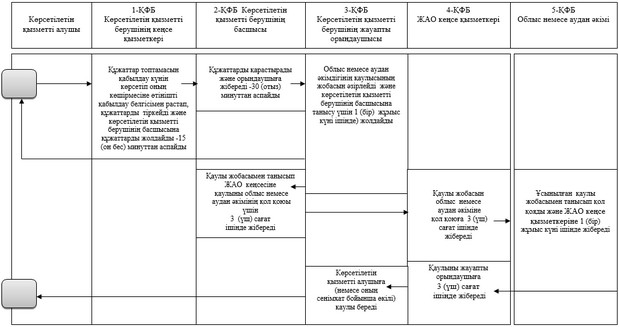 Көрсетілетін
қызметті алушы
1-ҚФБ
Көрсетілетін қызметті
берушінің кеңсе
қызметкері
2-ҚФБ Көрсетілетін
қызметті берушінің
басшысы
3-ҚФБ
Көрсетілетін қызметті
берушінің жауапты
орындаушысы
4-ҚФБ
ЖАО кеңсе қызметкері
5-ҚФБ
Облыс немесе аудан әкімі
Құжаттар топтамасын
қабылдау күнін
көрсетіп оның
көшірмесіне өтінішті
қабылдау белгісімен растап,
құжаттарды тіркейді және
көрсетілетін қызметті
берушінің басшысына
құжаттарды жолдайды -15
(он бес) минуттан аспайды
Құжаттарды қарастырады
және орындаушыға
жібереді -30 (отыз)
минуттан аспайды
Облыс немесе аудан
әкімдігінің қаулысының
жобасын әзірлейді және
көрсетілетін қызметті
берушінің басшысына
танысу үшін 1 (бір) жұмыс
күні ішінде) жолдайды
Қаулы жобасымен танысып
ЖАО кеңсесіне
қаулыны облыс немесе
аудан әкімінің қол қоюы
үшін
3 (үш) сағат
ішінде жібереді
Қаулы жобасын
облыс немесе
аудан әкіміне
қол қоюға 3 (үш)
сағат ішінде
жібереді
Ұсынылған қаулы
жобасымен танысып қол
қояды және ЖАО кеңсе
қызметкеріне 1 (бір)
жұмыс күні ішінде жібереді
Қаулыны жауапты
орындаушыға
3 (үш) сағат
ішінде жібереді
Көрсетілетін
қызметті алушыға
(немесе оның
сенімхат бойынша өкілі)
қаулы береді